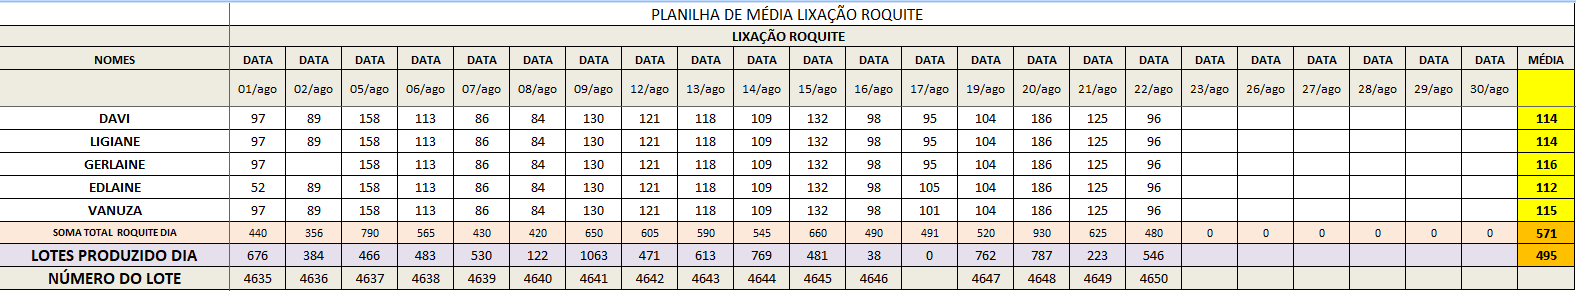 PLANILHA DE MÉDIA LIXAÇÃO ROQUITE
LIXAÇÃO ROQUITE
NOMES DATA DATA DATA DATA DATA DATA DATA DATA DATA DATA DATA DATA DATA DATA DATA DATA DATA DATA DATA DATA DATA DATA DATA MÉDIA
01/ago 02/ago 05/ago 06/ago 07/ago 08/ago 09/ago 12/ago 13/ago 14/ago 15/ago 16/ago 17/ago 19/ago 20/ago 21/ago 22/ago 23/ago 26/ago 27/ago 28/ago 29/ago 30/ago
DAVI 97 89 158 113 86 84 130 121 118 109 132 98 95 104 186 125 96 114
LIGIANE 97 89 158 113 86 84 130 121 118 109 132 98 95 104 186 125 96 114
GERLAINE 97 158 113 86 84 130 121 118 109 132 98 95 104 186 125 96 116
EDLAINE 52 89 158 113 86 84 130 121 118 109 132 98 105 104 186 125 96 112
VANUZA 97 89 158 113 86 84 130 121 118 109 132 98 101 104 186 125 96 115
SOMA TOTAL ROQUITE DIA 440 356 790 565 430 420 650 605 590 545 660 490 491 520 930 625 480 0 0 0 0 0 0 571
LOTES PRODUZIDO DIA 676 384 466 483 530 122 1063 471 613 769 481 38 0 762 787 223 546 495
NÚMERO DO LOTE 4635 4636 4637 4638 4639 4640 4641 4642 4643 4644 4645 4646 4647 4648 4649 4650